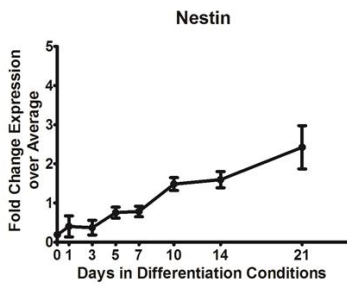 Nestin
Fold Change Expression
over Average
5
4
3
2
1
0
0 1 3 5 7 10 14 21
Days in Differentiation Conditions